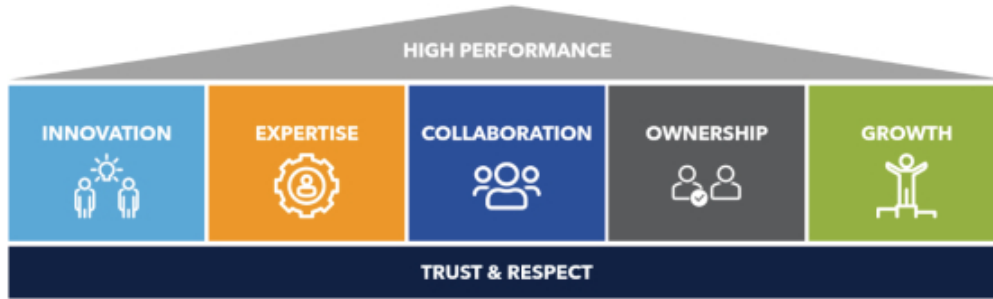 HIGH PERFORMANCE
INNOVATION
EXPERTISE
COLLABORATION
OWNERSHIP
GROWTH
TRUST & RESPECT